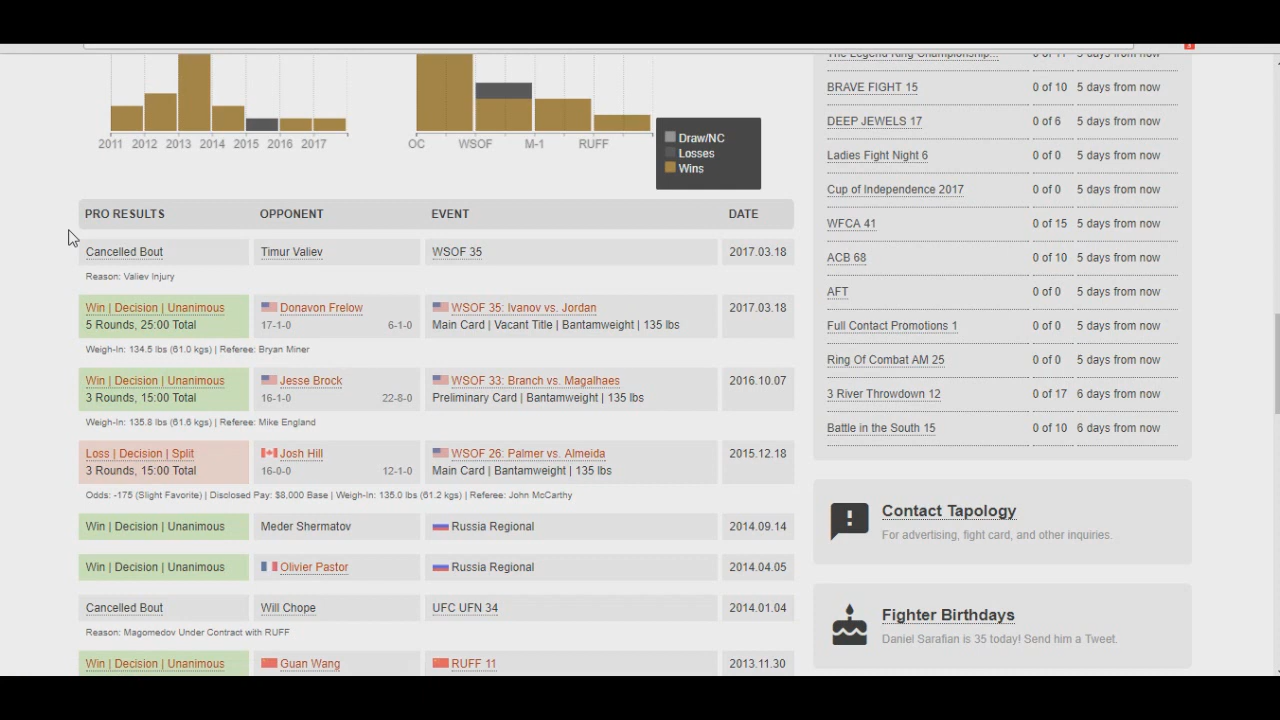 2011 2012 2013 2014 2015 2016 2017
OC WSOF M-1 RUFF
Draw/NC
Losses
Wins
PRO RESULTS OPPONENT EVENT DATE
Cancelled Bout Timur Valiev WSOF 35 2017.03.18
Reason: Valiev Injury
Win | Decision | Unanimous Donavon Frelow WSOF 35: Ivanov vs. Jordan 2017.03.18
5 Rounds, 25:00 Total 17-1-0 6-1-0 Main Card | Vacant Title | Bantamweight | 135 lbs
Weigh-In: 134.5 lbs (61.0 kgs) | Referee: Bryan Miner
Win | Decision | Unanimous Jesse Brock WSOF 33: Branch vs. Magalhaes 2016.10.07
3 Rounds, 15:00 Total 16-1-0 22-8-0 Preliminary Card | Bantamweight | 135 lbs
Weigh-In: 135.8 lbs (61.6 kgs) | Referee: Mike England
Loss | Decision | Split Josh Hill WSOF 26: Palmer vs. Almeida 2015.12.18
3 Rounds, 15:00 Total 16-0-0 12-1-0 Main Card | Bantamweight | 135 lbs
Odds: -175 (Slight Favorite) | Disclosed Pay: $8,000 Base | Weigh-In: 135.0 lbs (61.2 kgs) | Referee: John McCarthy
Win | Decision | Unanimous Meder Shermatov Russia Regional 2014.09.14
Win | Decision | Unanimous Olivier Pastor Russia Regional 2014.04.05
Cancelled Bout Will Chope UFC UFN 34 2014.01.04
Reason: Magomedov Under Contract with RUFF
Win | Decision | Unanimous Guan Wang RUFF 11 2013.11.30
The Legend King Championship... 0 of 11 5 days from now
BRAVE FIGHT 15 0 of 10 5 days from now
DEEP JEWELS 17 0 of 6 5 days from now
Ladies Fight Night 6 0 of 0 5 days from now
Cup of Independence 2017 0 of 0 5 days from now
WFCA 41 0 of 15 5 days from now
ACB 68 0 of 10 5 days from now
AFT 0 of 0 5 days from now
Full Contact Promotions 1 0 of 0 5 days from now
Ring Of Combat AM 25 0 of 0 5 days from now
3 River Throwdown 12 0 of 17 6 days from now
Battle in the South 15 0 of 10 6 days from now
Contact Tapology
For advertising, fight card, and other inquiries.
Fighter Birthdays
Daniel Sarafian is 35 today! Send him a Tweet.